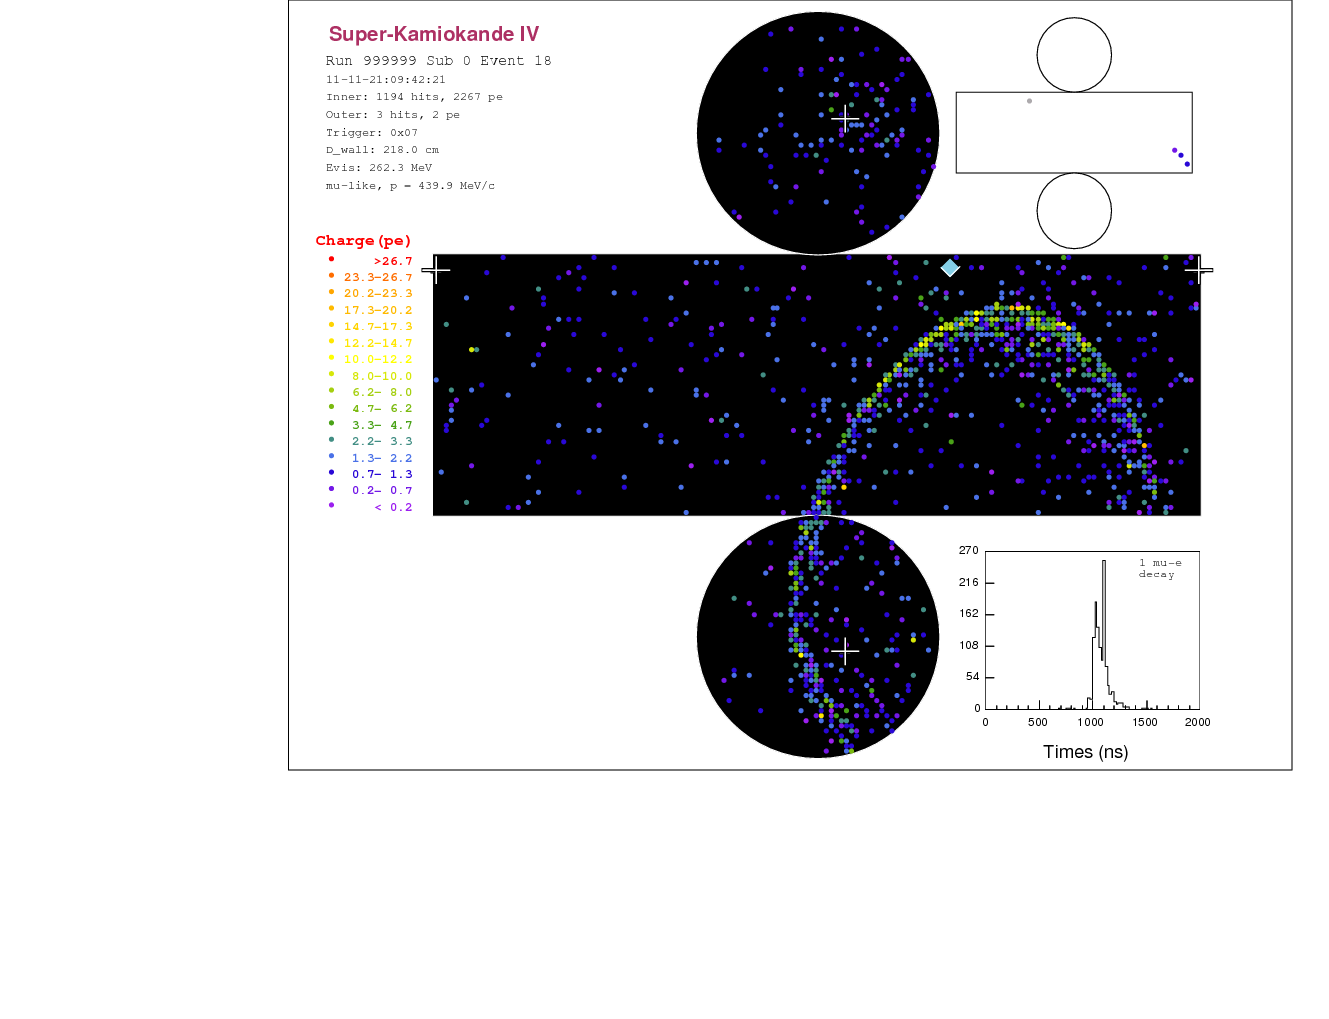 Super-Kamiokande IV
Run 999999 Sub 0 Event 18
11-11-21:09:42:21
Inner: 1194 hits, 2267 pe
Outer: 3 hits, 2 pe
Trigger: 0x07
D_wall: 218.0 cm
Evis: 262.3 MeV
mu-like, p = 439.9 MeV/c
Charge(pe)
>26.7
23.3-26.7
20.2-23.3
17.3-20.2
14.7-17.3
12.2-14.7
10.0-12.2
8.0-10.0
6.2- 8.0
4.7- 6.2
3.3- 4.7
2.2- 3.3
1.3- 2.2
0.7- 1.3
0.2- 0.7
< 0.2
1 mu-e
decay
270
216
162
108
54
0
0 500 1000 1500 2000
Times (ns)